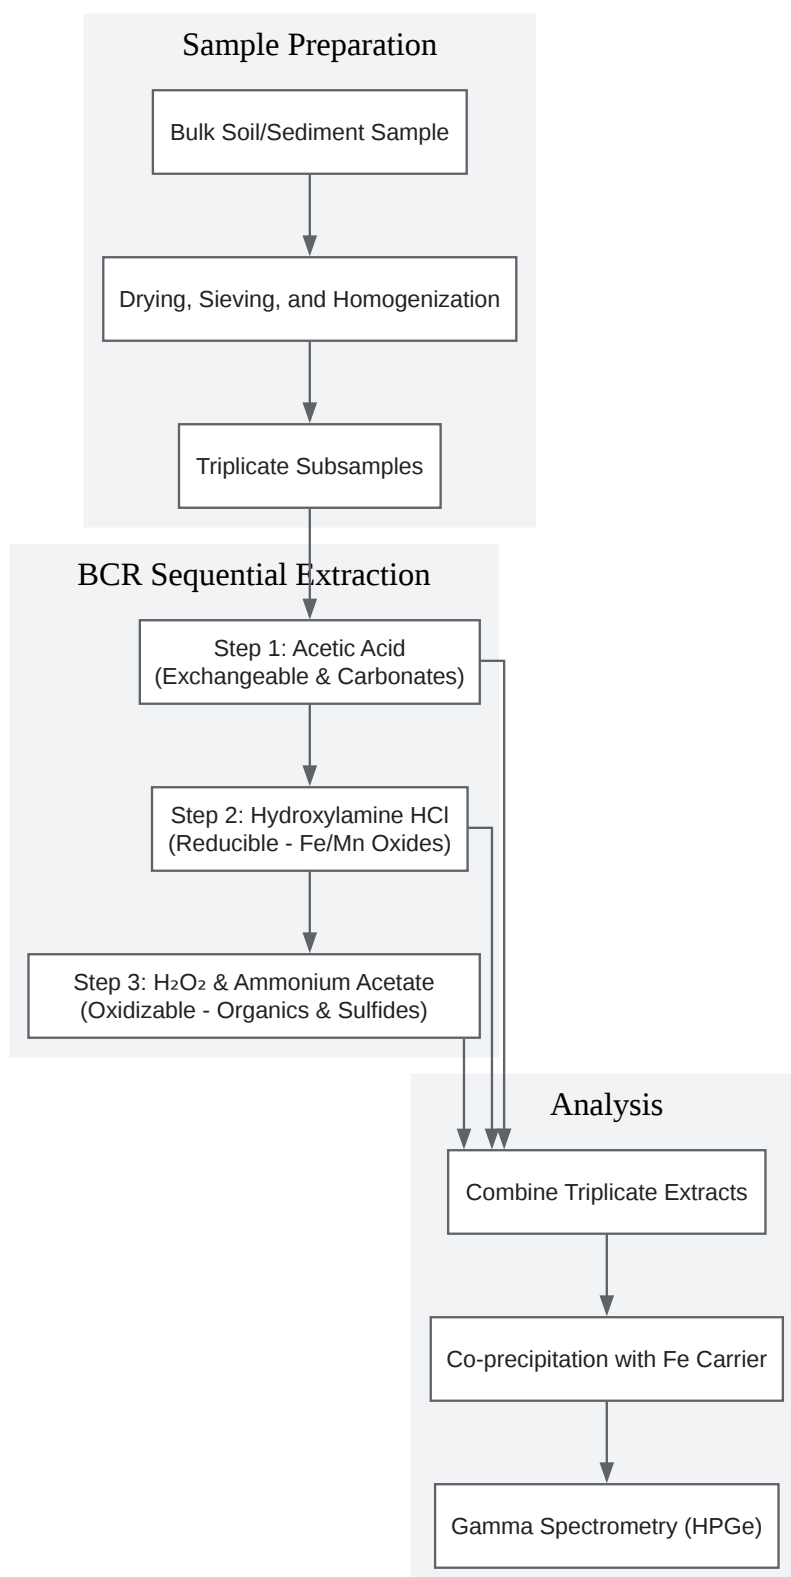 Sample Preparation
Bulk Soil/Sediment Sample
Drying, Sieving, and Homogenization
Triplicate Subsamples
BCR Sequential Extraction
Step 1: Acetic Acid
(Exchangeable & Carbonates)
Step 2: Hydroxylamine HCl
(Reducible - Fe/Mn Oxides)
Step 3: H₂O₂ & Ammonium Acetate
(Oxidizable - Organics & Sulfides)
Analysis
Combine Triplicate Extracts
Co-precipitation with Fe Carrier
Gamma Spectrometry (HPGe)